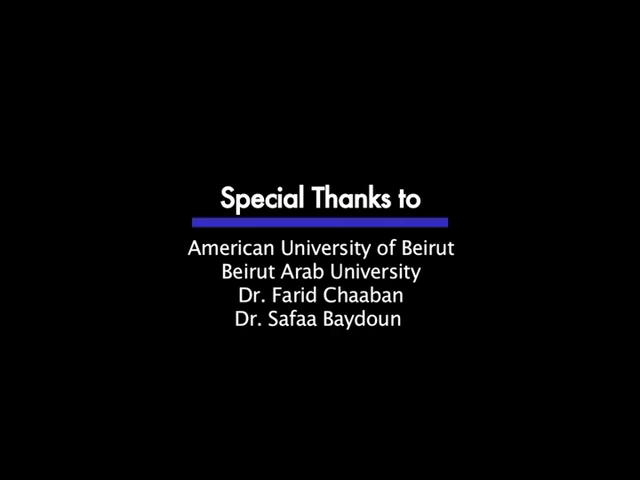 Special Thanks to
American University of Beirut
Beirut Arab University
Dr. Farid Chaaban
Dr. Safaa Baydoun